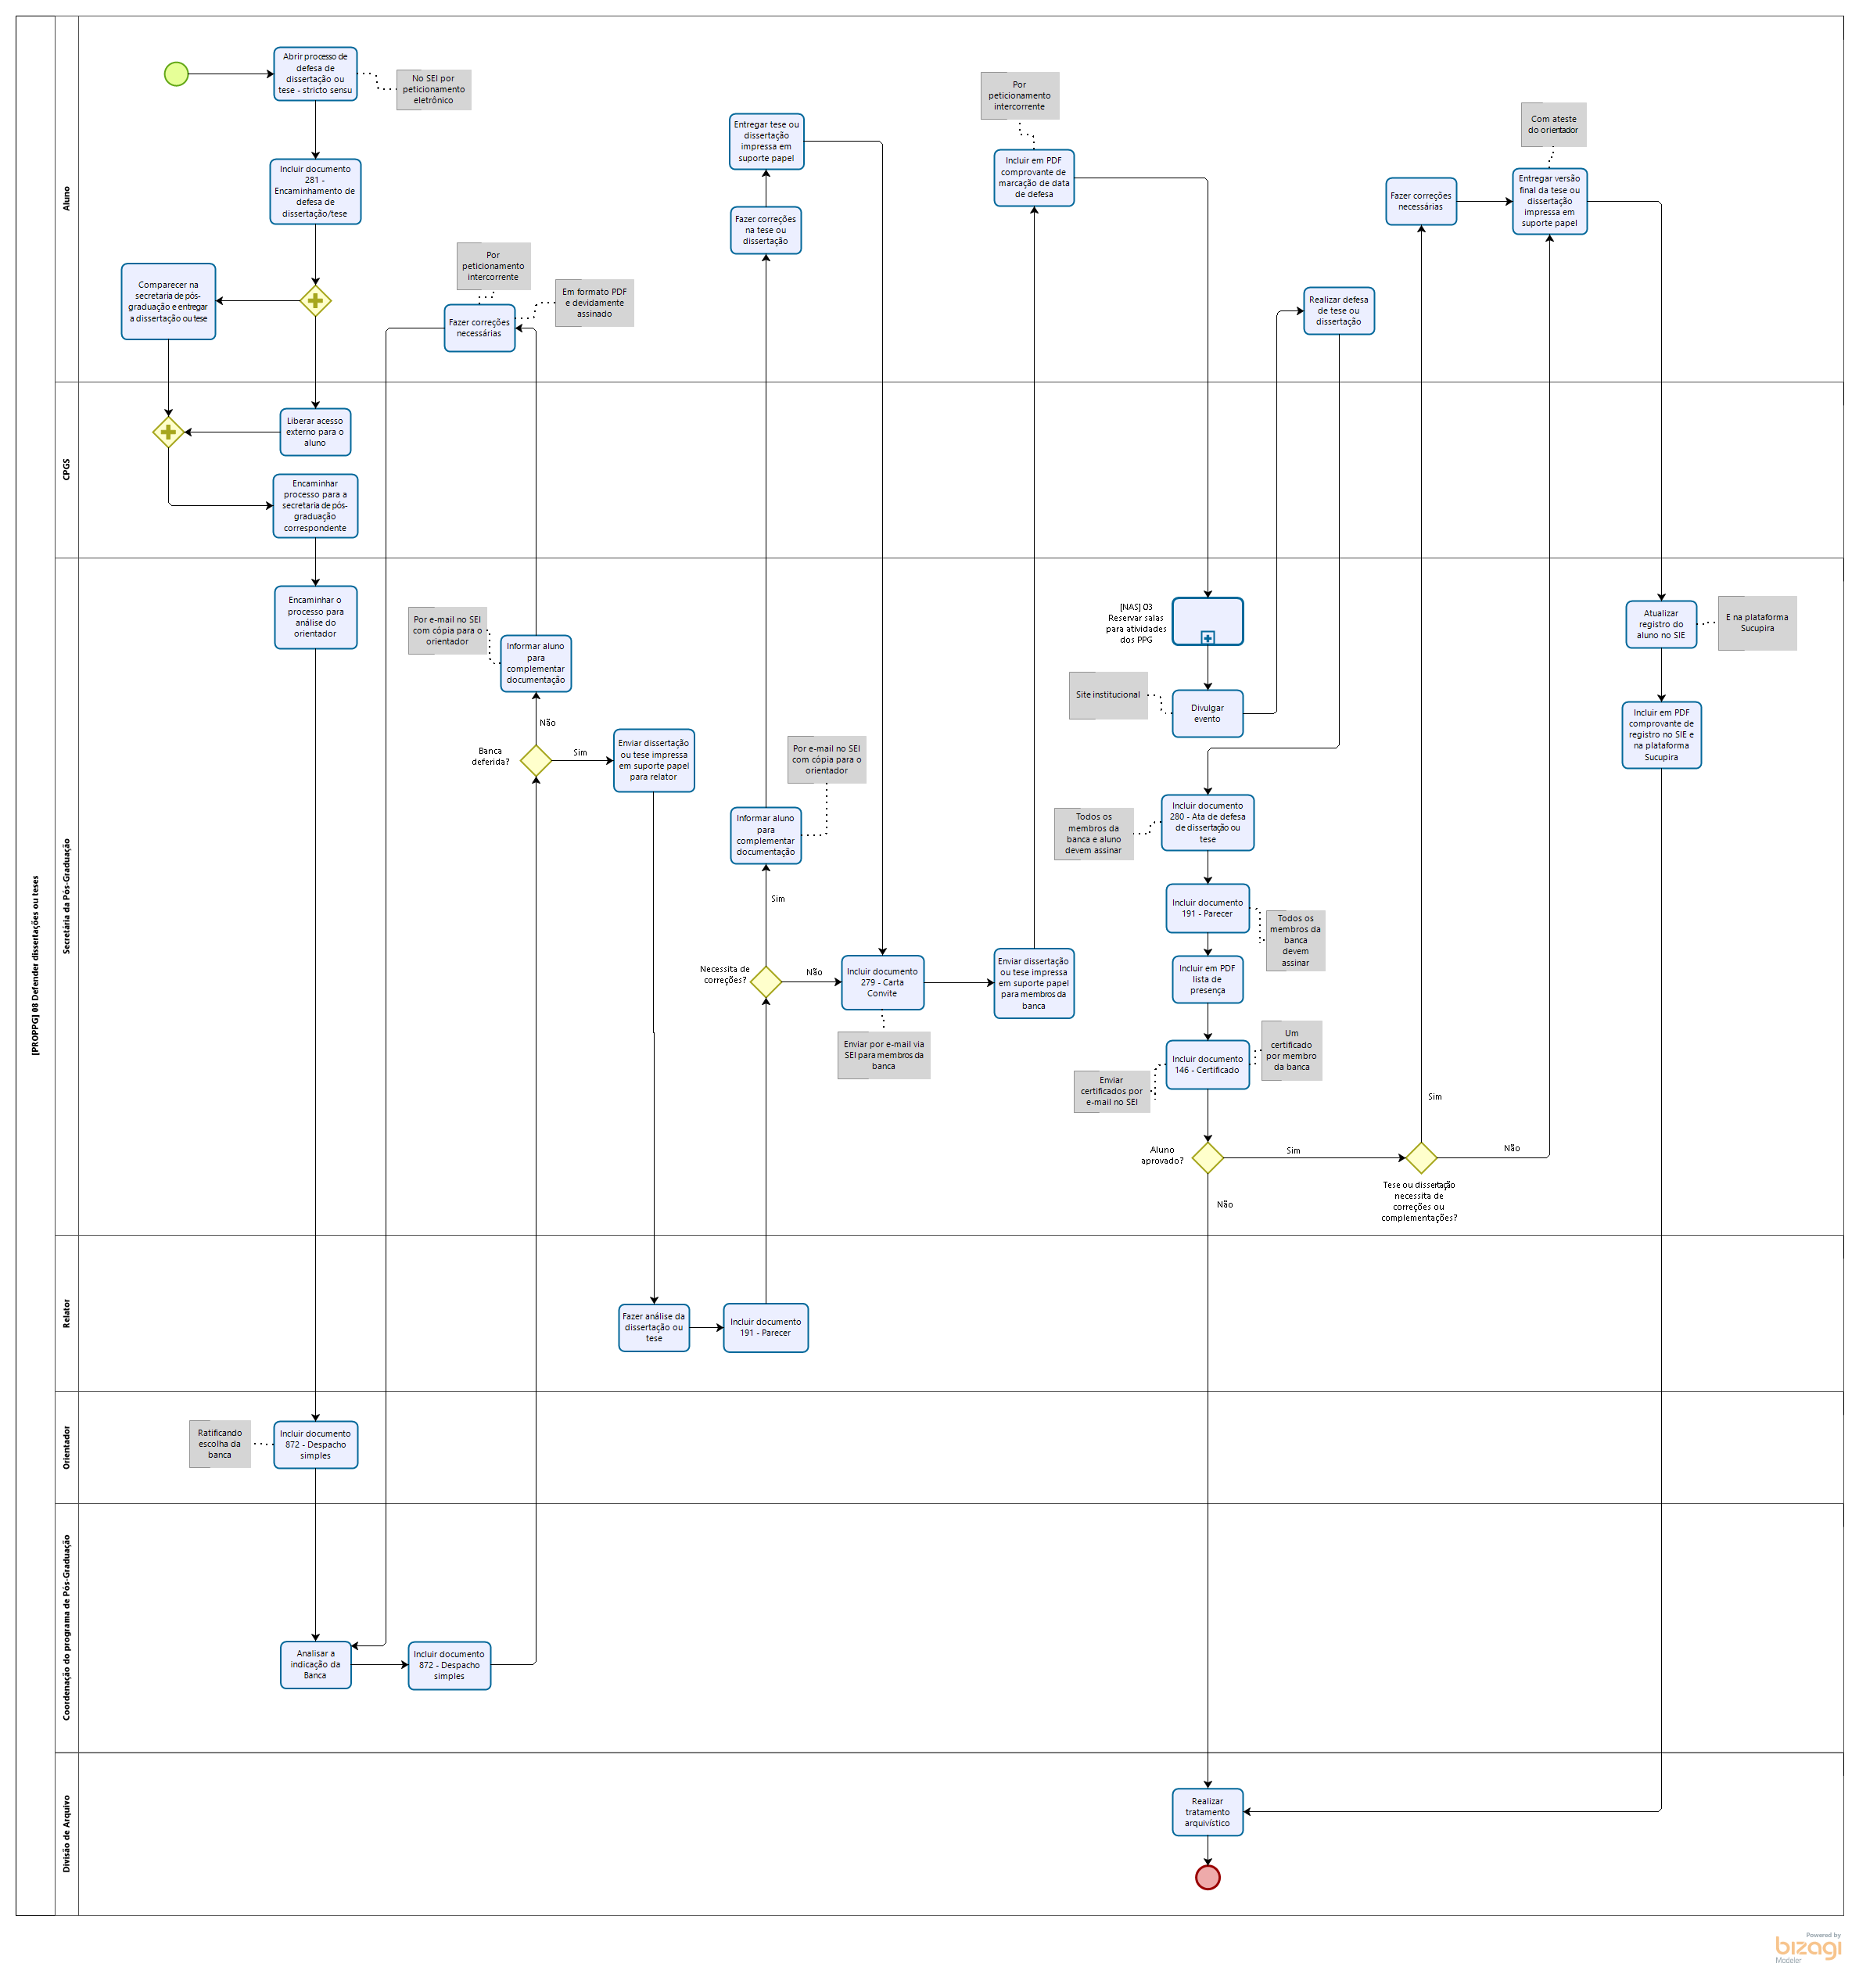 [PROPPG] 08 Defender dissertações ou teses
Aluno
Abrir processo de
defesa de
dissertação ou
tese - stricto sensu
No SEI por
peticionamento
eletrônico
Incluir documento
281 -
Encaminhamento de
defesa de
dissertação/tese
Comparecer na
secretaria de pós-
graduação e entregar
a dissertação ou tese
Por
peticionamento
intercorrente
Em formato PDF
e devidamente
assinado
Fazer correções
necessárias
Entregar tese ou
dissertação
impressa em
suporte papel
Fazer correções
na tese ou
dissertação
Por
peticionamento
intercorrente
Incluir em PDF
comprovante de
marcação de data
de defesa
Realizar defesa
de tese ou
dissertação
Fazer correções
necessárias
Com ateste
do orientador
Entregar versão
final da tese ou
dissertação
impressa em
suporte papel
CPGS
Liberar acesso
externo para o
aluno
Encaminhar
processo para a
secretaria de pós-
graduação
correspondente
Secretária da Pós-Graduação
Encaminhar o
processo para
análise do
orientador
Por e-mail no SEI
com cópia para o
orientador
Informar aluno
para
complementar
documentação
Não
Banca
deferida?
Sim
Enviar dissertação
ou tese impressa
em suporte papel
para relator
Por e-mail no SEI
com cópia para o
orientador
Informar aluno
para
complementar
documentação
Sim
Necessita de
correções?
Não
Incluir documento
279 - Carta
Convite
Enviar por e-mail via
SEI para membros da
banca
Enviar dissertação
ou tese impressa
em suporte papel
para membros da
banca
[NAS] 03
Reservar salas
para atividades
dos PPG
Site institucional
Divulgar
evento
Incluir documento
280 - Ata de defesa
de dissertação ou
tese
Todos os
membros da
banca e aluno
devem assinar
Incluir documento
191 - Parecer
Todos os
membros da
banca
devem
assinar
Incluir em PDF
lista de
presença
Incluir documento
146 - Certificado
Um
certificado
por membro
da banca
Enviar
certificados por
e-mail no SEI
Aluno
aprovado?
Sim
Não
Sim
Não
Tese ou dissertação
necessita de
correções ou
complementações?
Atualizar
registro do
aluno no SIE
E na plataforma
Sucupira
Incluir em PDF
comprovante de
registro no SIE e
na plataforma
Sucupira
Relator
Fazer análise da
dissertação ou
tese
Incluir documento
191 - Parecer
Orientador
Ratificando
escolha da
banca
Incluir documento
872 - Despacho
simples
Coordenação do programa de Pós-Graduação
Analisar a
indicação da
Banca
Incluir documento
872 - Despacho
simples
Divisão de Arquivo
Realizar
tratamento
arquivístico
Powered by
bizagi
Modeler